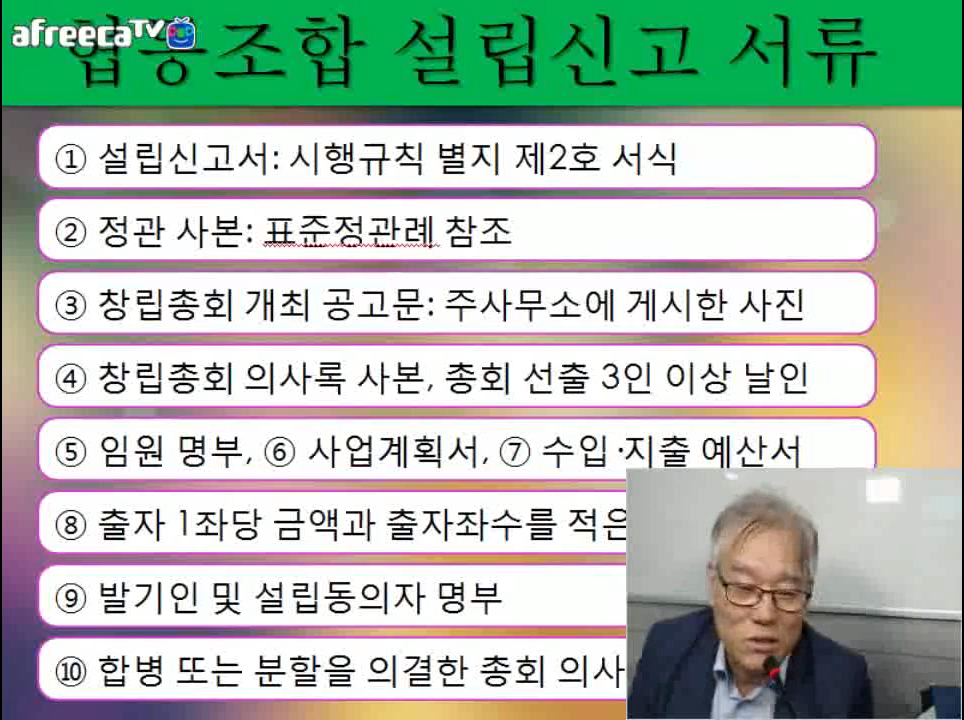 afreecaTV
협동조합 설립신고 서류
① 설립신고서: 시행규칙 별지 제2호 서식
② 정관 사본: 표준정관례 참조
③ 창립총회 개최 공고문: 주사무소에 게시한 사진
④ 창립총회 의사록 사본, 총회 선출 3인 이상 날인
⑤ 임원 명부, ⑥ 사업계획서, ⑦ 수입·지출 예산서
⑧ 출자 1좌당 금액과 출자좌수를 적은
⑨ 발기인 및 설립동의자 명부
⑩ 합병 또는 분할을 의결한 총회 의사